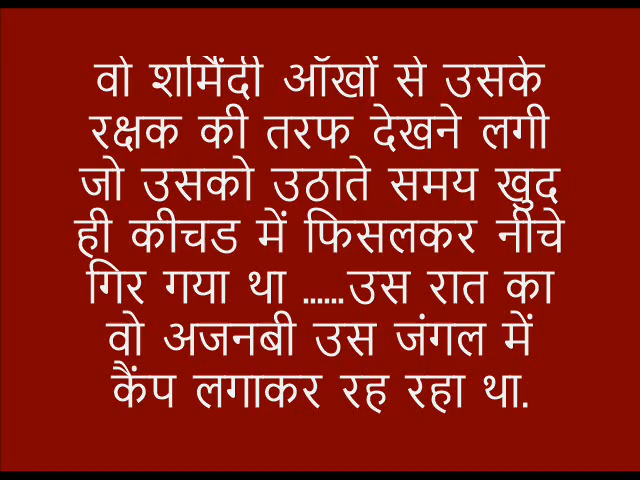 वो शर्मिंदी आँखों से उसके
रक्षक की तरफ देखने लगी
जो उसको उठाते समय खुद
ही कीचड में फिसलकर नीचे
गिर गया था ......उस रात का
वो अजनबी उस जंगल में
कैंप लगाकर रह रहा था.